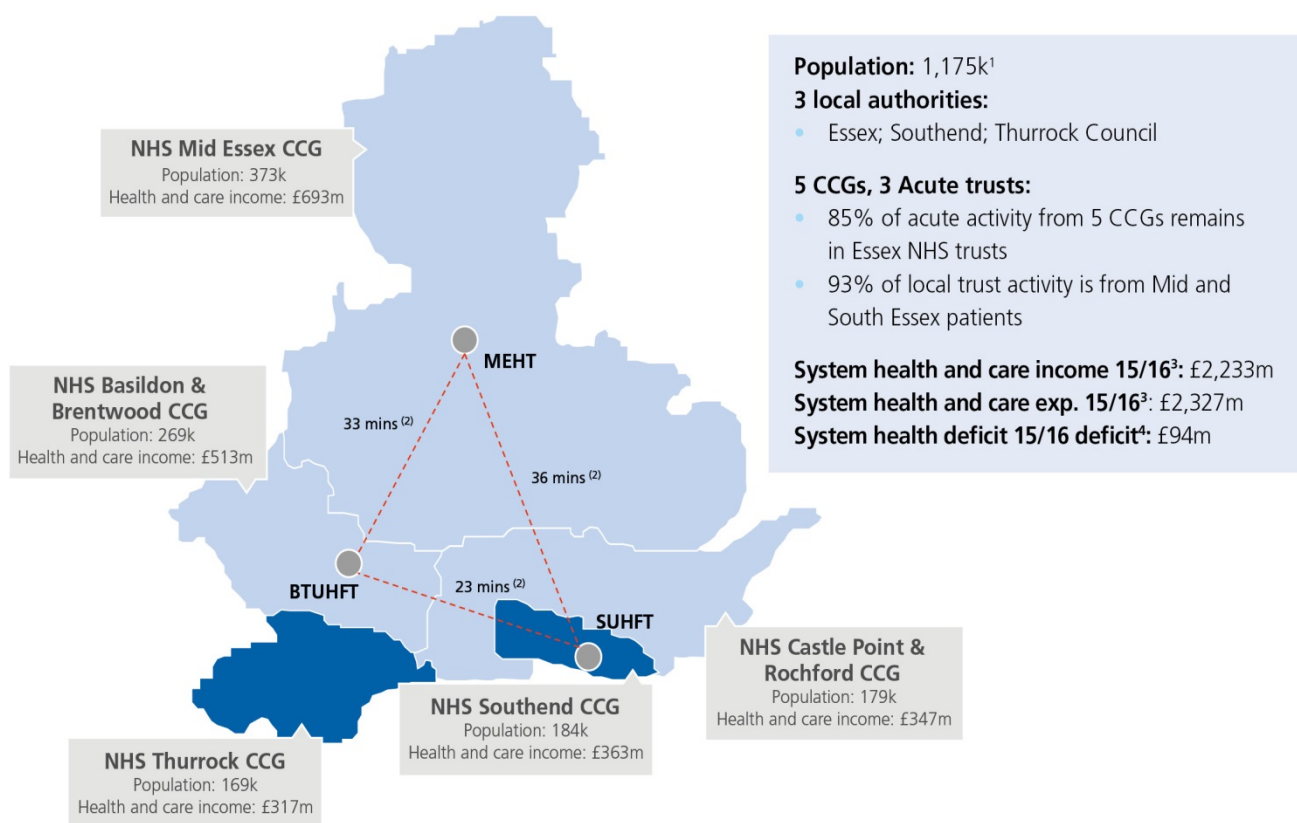 Population: 1,175k¹
3 local authorities:
• Essex; Southend; Thurrock Council
5 CCGs, 3 Acute trusts:
• 85% of acute activity from 5 CCGs remains
in Essex NHS trusts
• 93% of local trust activity is from Mid and
South Essex patients
System health and care income 15/16³: £2,233m
System health and care exp. 15/16³: £2,327m
System health deficit 15/16 deficit⁴: £94m
NHS Mid Essex CCG
Population: 373k
Health and care income: £693m
MEHT
NHS Basildon &
Brentwood CCG
Population: 269k
Health and care income: £513m
33 mins (2)
36 mins (2)
BTUHFT
23 mins (2)
SUHFT
NHS Castle Point &
Rochford CCG
Population: 179k
Health and care income: £347m
NHS Southend CCG
Population: 184k
Health and care income: £363m
NHS Thurrock CCG
Population: 169k
Health and care income: £317m